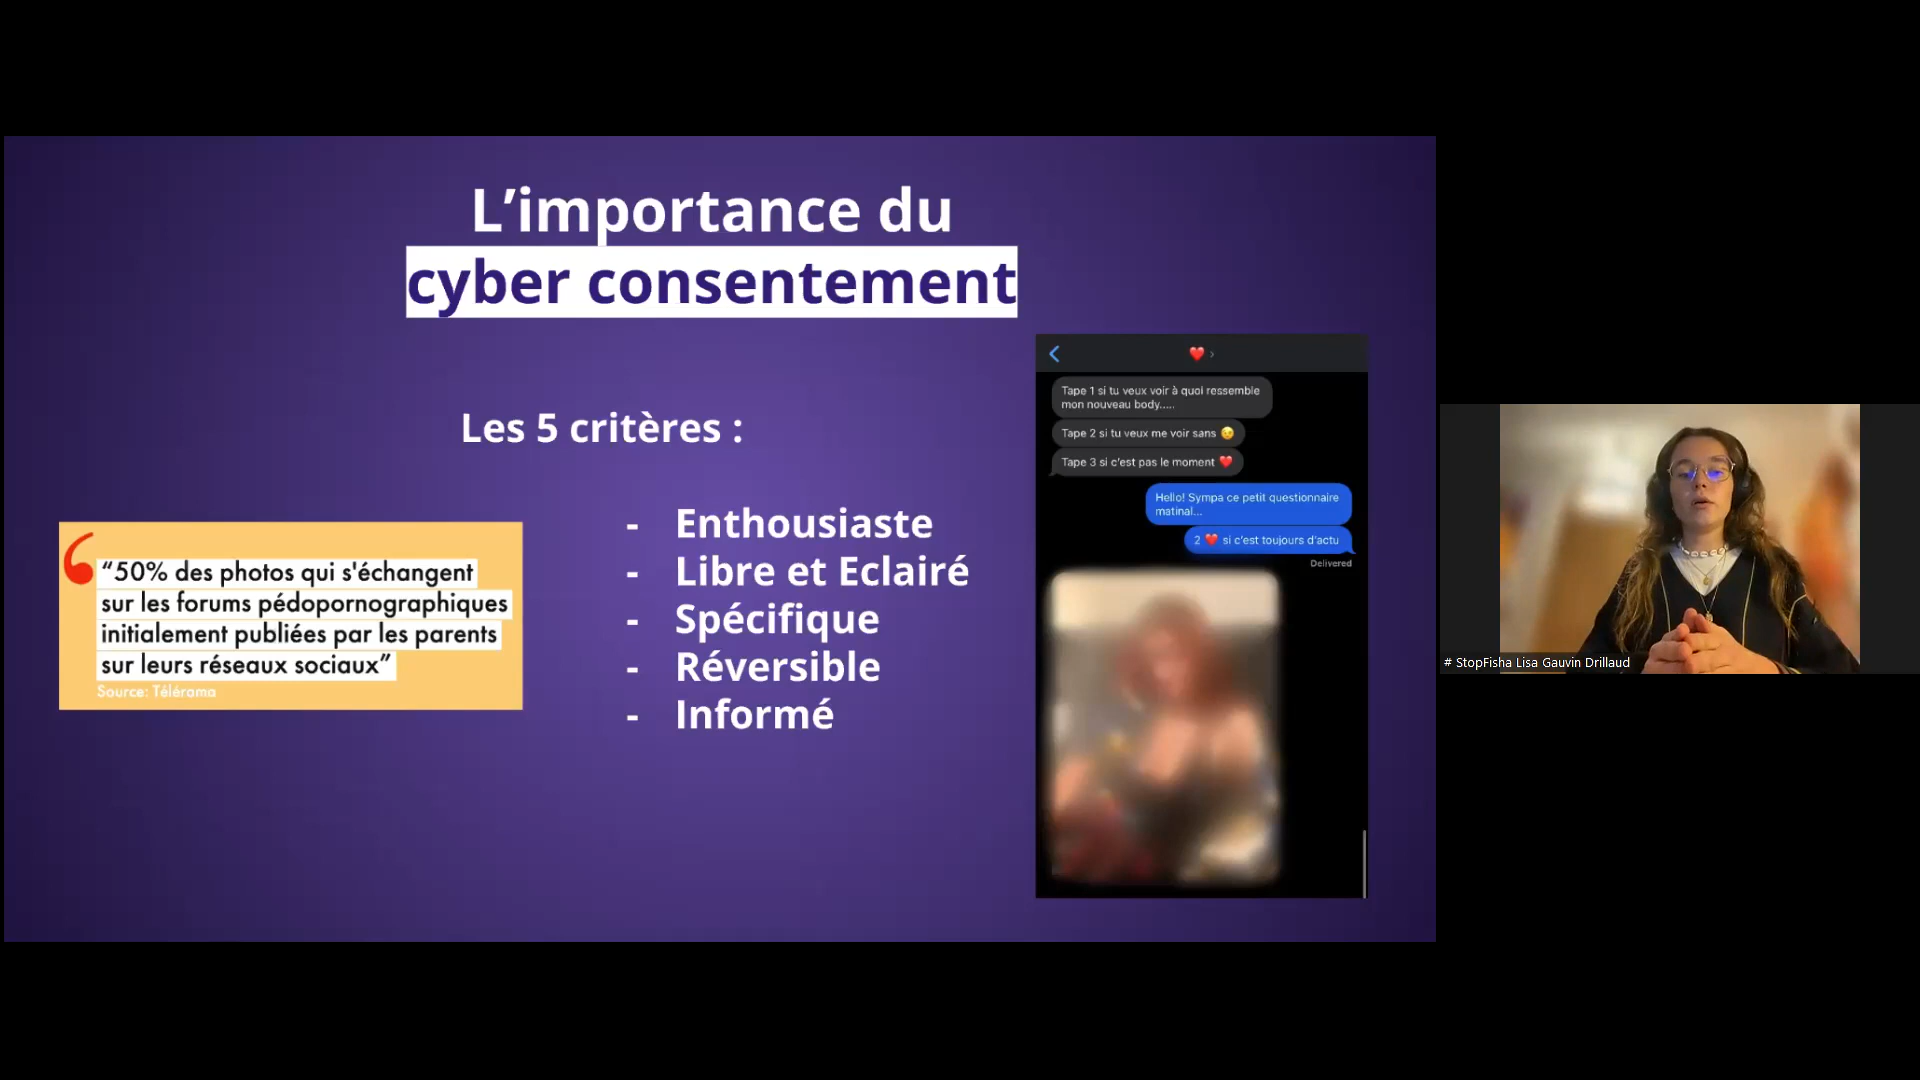 L’importance du
cyber consentement
Les 5 critères :
- Enthousiaste
- Libre et Eclairé
- Spécifique
- Réversible
- Informé
“50% des photos qui s'échangent
sur les forums pédopornographiques
initialement publiées par les parents
sur leurs réseaux sociaux”
Source: Télérama
Tape 1 si tu veux voir à quoi ressemble
mon nouveau body.....
Tape 2 si tu veux me voir sans 😉
Tape 3 si c'est pas le moment ❤️
Hello! Sympa ce petit questionnaire
matinal...
2 ❤️ si c'est toujours d'actu
Delivered
# StopFisha Lisa Gauvin Drillaud